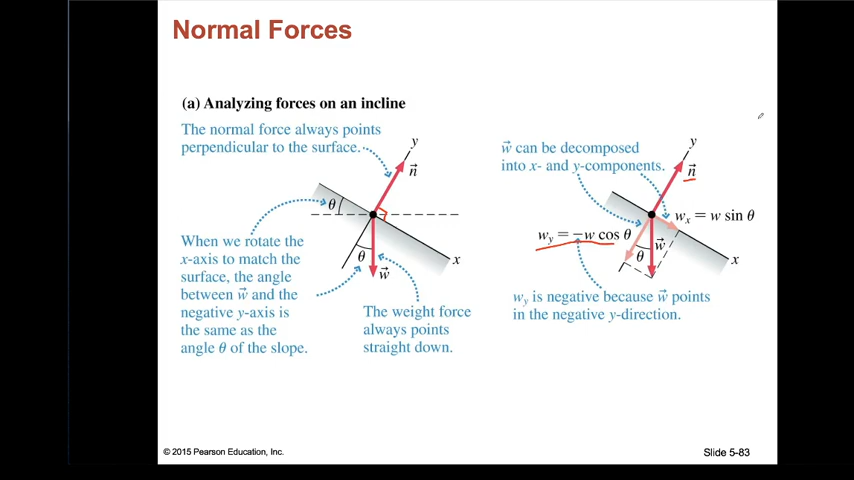 Normal Forces
(a) Analyzing forces on an incline
The normal force always points
perpendicular to the surface.
y
n⃗
θ
θ
w⃗
x
When we rotate the
x-axis to match the
surface, the angle
between w⃗ and the
negative y-axis is
the same as the
angle θ of the slope.
The weight force
always points
straight down.
w⃗ can be decomposed
into x- and y-components.
y
n⃗
wₓ = w sin θ
w_y = −w cos θ
θ
w⃗
x
w_y is negative because w⃗ points
in the negative y-direction.
© 2015 Pearson Education, Inc.
Slide 5-83